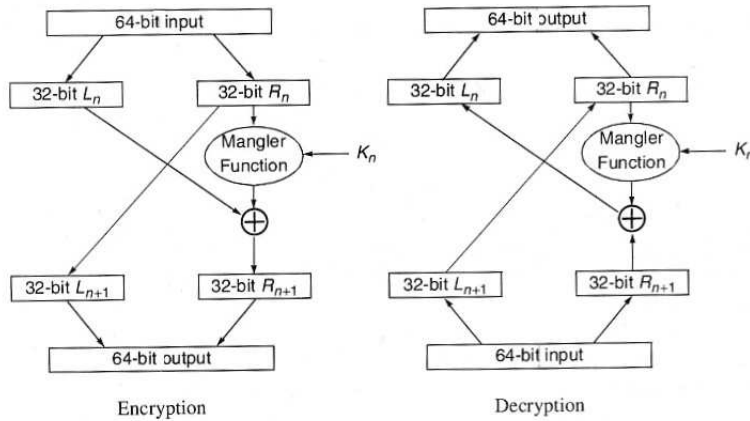 64-bit input
32-bit Lₙ
32-bit Rₙ
Mangler
Function
Kₙ
32-bit Lₙ₊₁
32-bit Rₙ₊₁
64-bit output
Encryption
64-bit output
32-bit Lₙ
32-bit Rₙ
Mangler
Function
32-bit Lₙ₊₁
32-bit Rₙ₊₁
64-bit input
Decryption